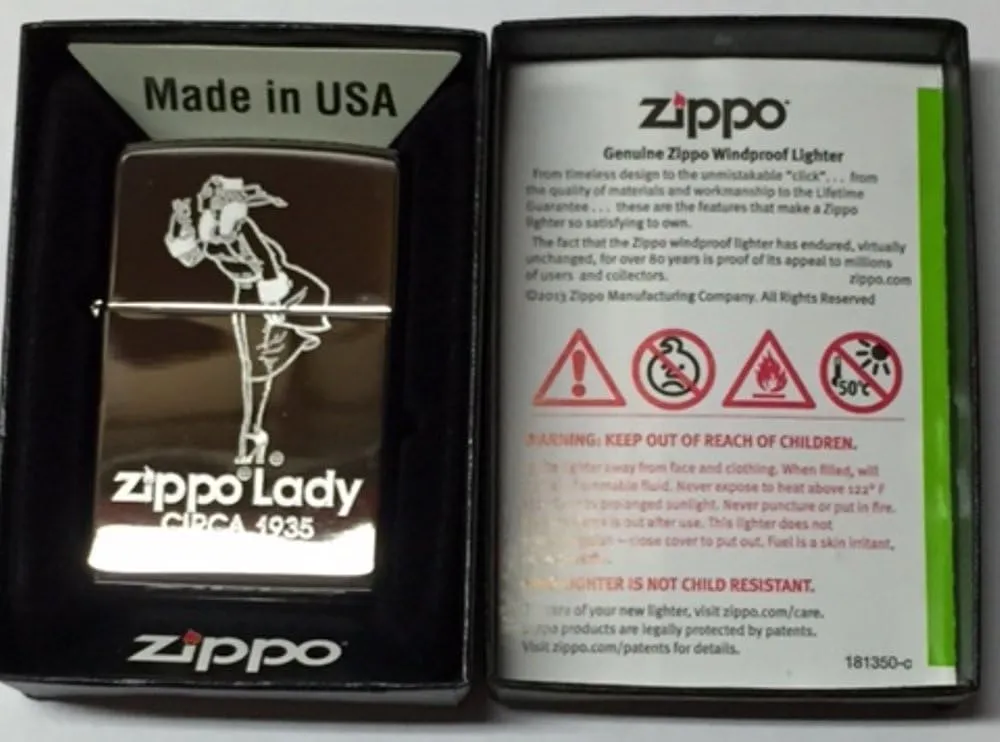 Made in USA
zippo® Lady
CIRCA 1935
zippo
zippo
Genuine Zippo Windproof Lighter
From timeless design to the unmistakable "click"... from
the quality of materials and workmanship to the Lifetime
Guarantee... these are the features that make a Zippo
lighter so satisfying to own.
The fact that the Zippo windproof lighter has endured, virtually
unchanged, for over 80 years is proof of its appeal to millions
of users and collectors. zippo.com
©2013 Zippo Manufacturing Company. All Rights Reserved
50°C
WARNING: KEEP OUT OF REACH OF CHILDREN.
lighter away from face and clothing. When filled, will
flammable fluid. Never expose to heat above 122° F
prolonged sunlight. Never puncture or put in fire.
is out after use. This lighter does not
– close cover to put out. Fuel is a skin irritant,
LIGHTER IS NOT CHILD RESISTANT.
care of your new lighter, visit zippo.com/care.
Zippo products are legally protected by patents.
Visit zippo.com/patents for details.
181350-c